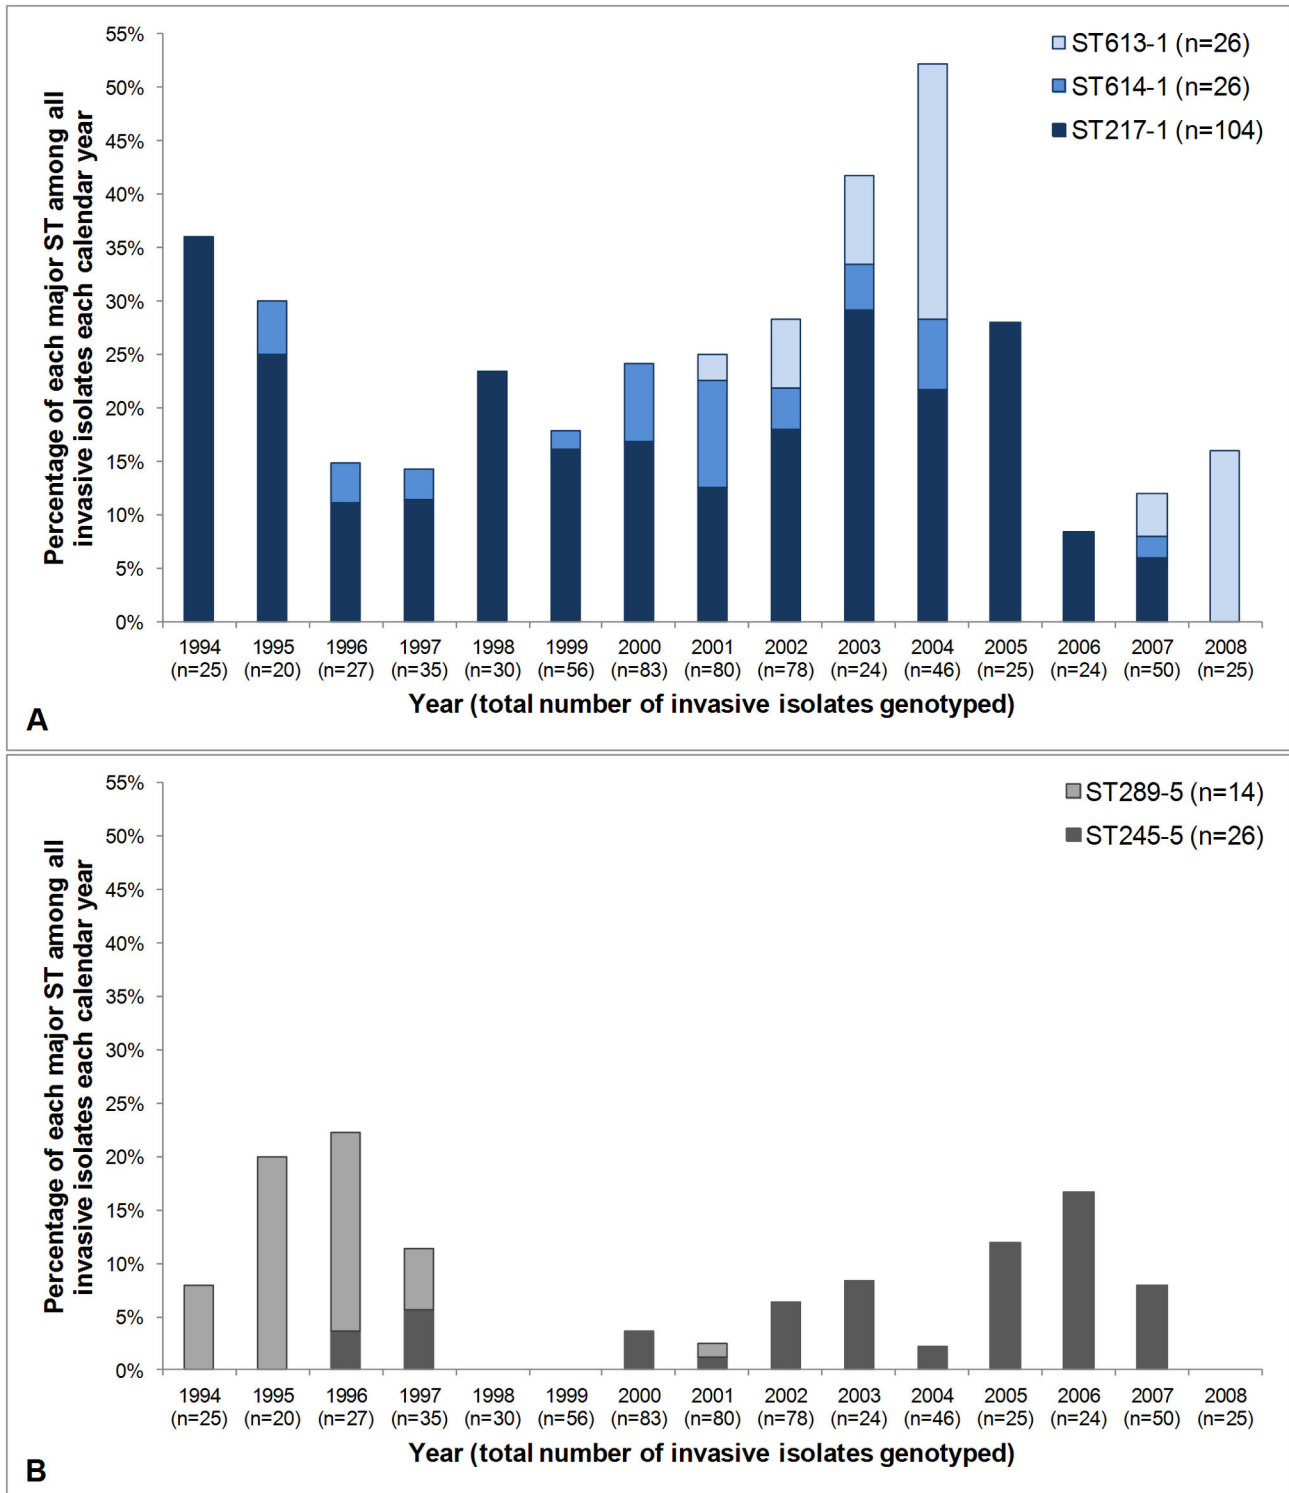 55%
50%
45%
40%
35%
30%
25%
20%
15%
10%
5%
0%
Percentage of each major ST among all
invasive isolates each calendar year
ST613-1 (n=26)
ST614-1 (n=26)
ST217-1 (n=104)
1994 1995 1996 1997 1998 1999 2000 2001 2002 2003 2004 2005 2006 2007 2008
(n=25) (n=20) (n=27) (n=35) (n=30) (n=56) (n=83) (n=80) (n=78) (n=24) (n=46) (n=25) (n=24) (n=50) (n=25)
Year (total number of invasive isolates genotyped)
A
55%
50%
45%
40%
35%
30%
25%
20%
15%
10%
5%
0%
Percentage of each major ST among all
invasive isolates each calendar year
ST289-5 (n=14)
ST245-5 (n=26)
1994 1995 1996 1997 1998 1999 2000 2001 2002 2003 2004 2005 2006 2007 2008
(n=25) (n=20) (n=27) (n=35) (n=30) (n=56) (n=83) (n=80) (n=78) (n=24) (n=46) (n=25) (n=24) (n=50) (n=25)
Year (total number of invasive isolates genotyped)
B